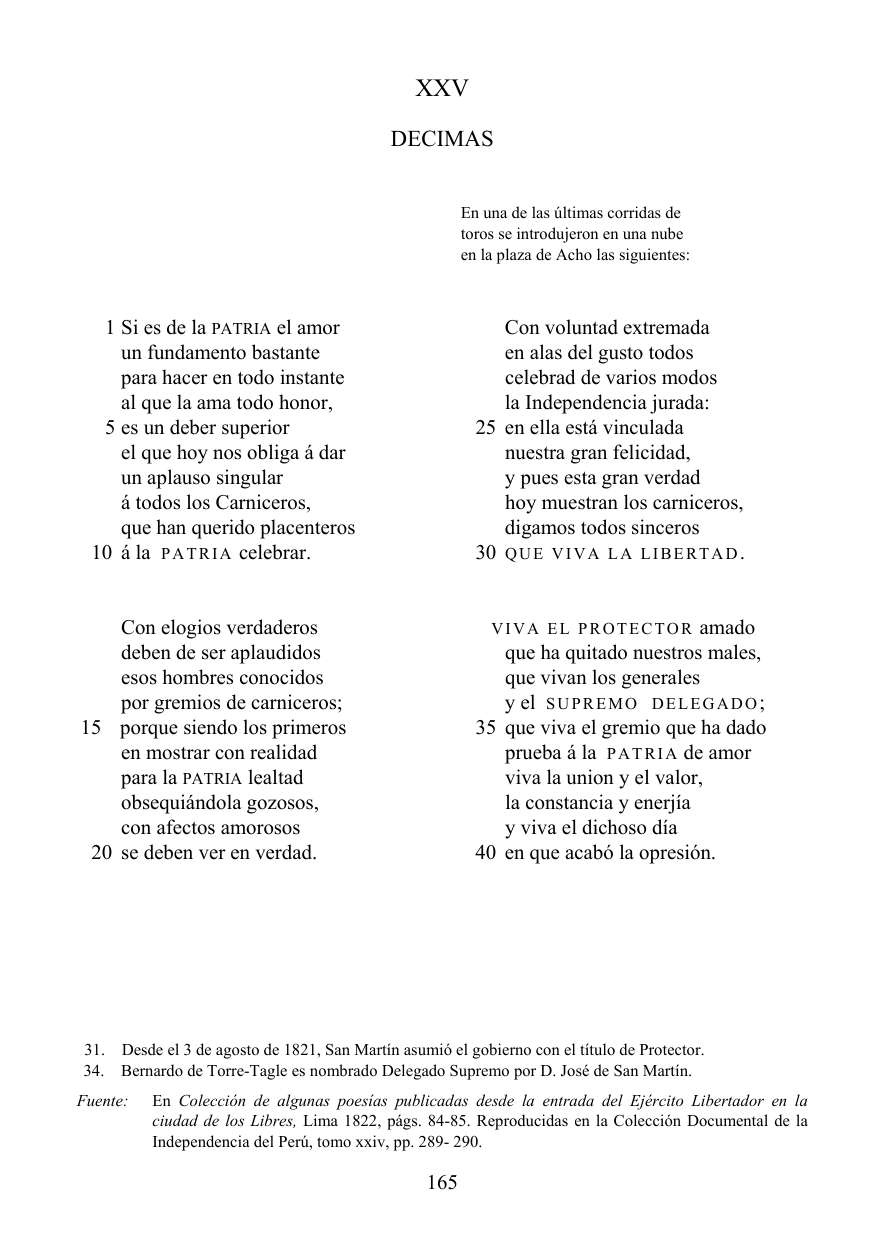 XXV
DECIMAS
En una de las últimas corridas de
toros se introdujeron en una nube
en la plaza de Acho las siguientes:
1 Si es de la PATRIA el amor
un fundamento bastante
para hacer en todo instante
al que la ama todo honor,
5 es un deber superior
el que hoy nos obliga á dar
un aplauso singular
á todos los Carniceros,
que han querido placenteros
10 á la PATRIA celebrar.
Con elogios verdaderos
deben de ser aplaudidos
esos hombres conocidos
por gremios de carniceros;
15 porque siendo los primeros
en mostrar con realidad
para la PATRIA lealtad
obsequiándola gozosos,
con afectos amorosos
20 se deben ver en verdad.
Con voluntad extremada
en alas del gusto todos
celebrad de varios modos
la Independencia jurada:
25 en ella está vinculada
nuestra gran felicidad,
y pues esta gran verdad
hoy muestran los carniceros,
digamos todos sinceros
30 QUE VIVA LA LIBERTAD.
VIVA EL PROTECTOR amado
que ha quitado nuestros males,
que vivan los generales
y el SUPREMO DELEGADO;
35 que viva el gremio que ha dado
prueba á la PATRIA de amor
viva la union y el valor,
la constancia y enerjía
y viva el dichoso día
40 en que acabó la opresión.
31. Desde el 3 de agosto de 1821, San Martín asumió el gobierno con el título de Protector.
34. Bernardo de Torre-Tagle es nombrado Delegado Supremo por D. José de San Martín.
Fuente: En Colección de algunas poesías publicadas desde la entrada del Ejército Libertador en la
ciudad de los Libres, Lima 1822, págs. 84-85. Reproducidas en la Colección Documental de la
Independencia del Perú, tomo xxiv, pp. 289- 290.
165